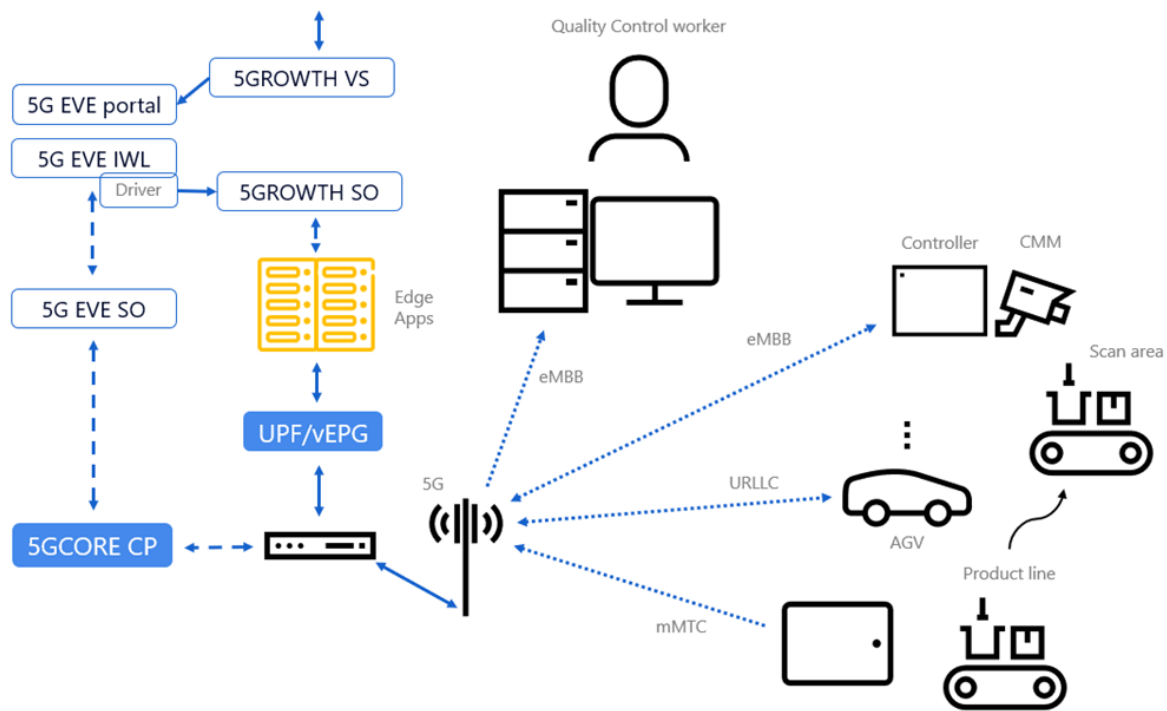 Quality Control worker
5GROWTH VS
5G EVE portal
5G EVE IWL
Driver
5GROWTH SO
Controller
CMM
5G EVE SO
Edge
Apps
eMBB
eMBB
Scan area
UPF/vEPG
5G
URLLC
AGV
5GCORE CP
Product line
mMTC